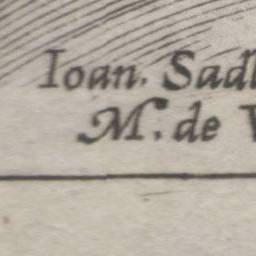 Ioan. Sadl
M. de V